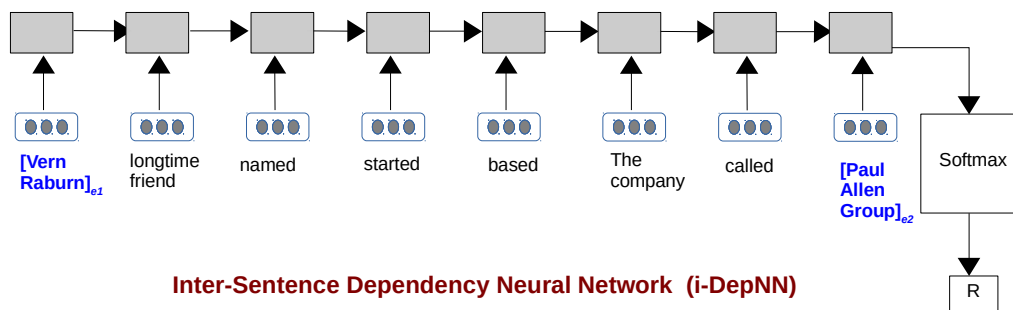 [Vern
Raburn]e1
longtime
friend
named
started
based
The
company
called
[Paul
Allen
Group]e2
Softmax
Inter-Sentence Dependency Neural Network (i-DepNN)
R